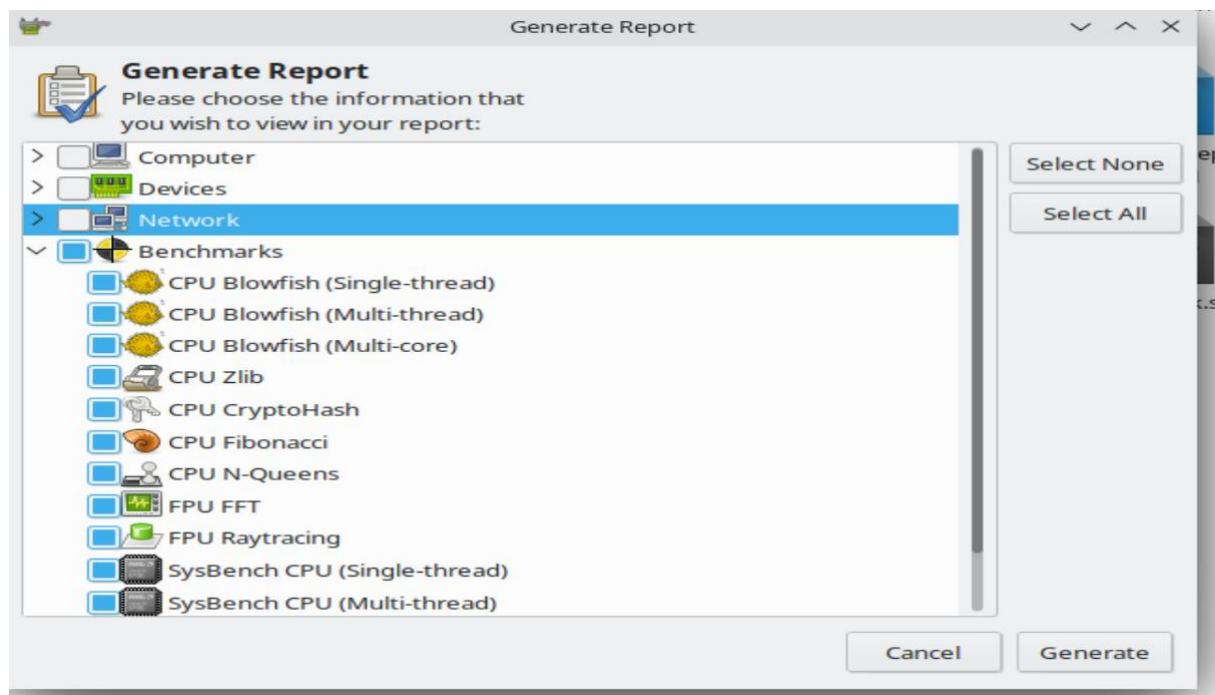 Generate Report
Generate Report
Please choose the information that
you wish to view in your report:
Computer
Devices
Network
Benchmarks
CPU Blowfish (Single-thread)
CPU Blowfish (Multi-thread)
CPU Blowfish (Multi-core)
CPU Zlib
CPU CryptoHash
CPU Fibonacci
CPU N-Queens
FPU FFT
FPU Raytracing
SysBench CPU (Single-thread)
SysBench CPU (Multi-thread)
Select None
Select All
Cancel
Generate